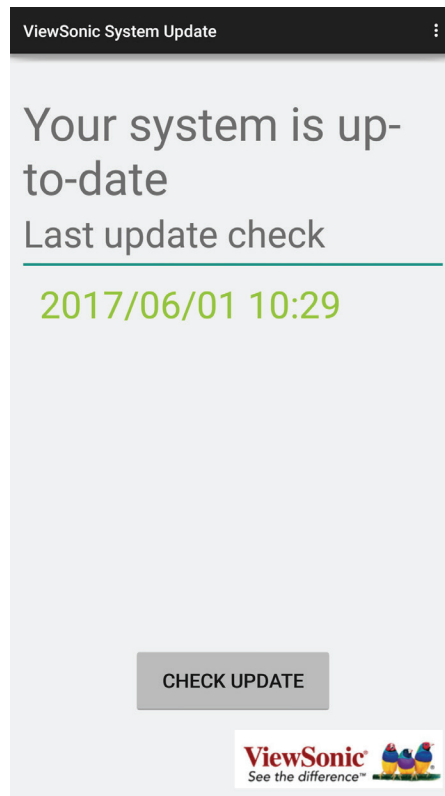 ViewSonic System Update
Your system is up-
to-date
Last update check
2017/06/01 10:29
CHECK UPDATE
ViewSonic®
See the difference™